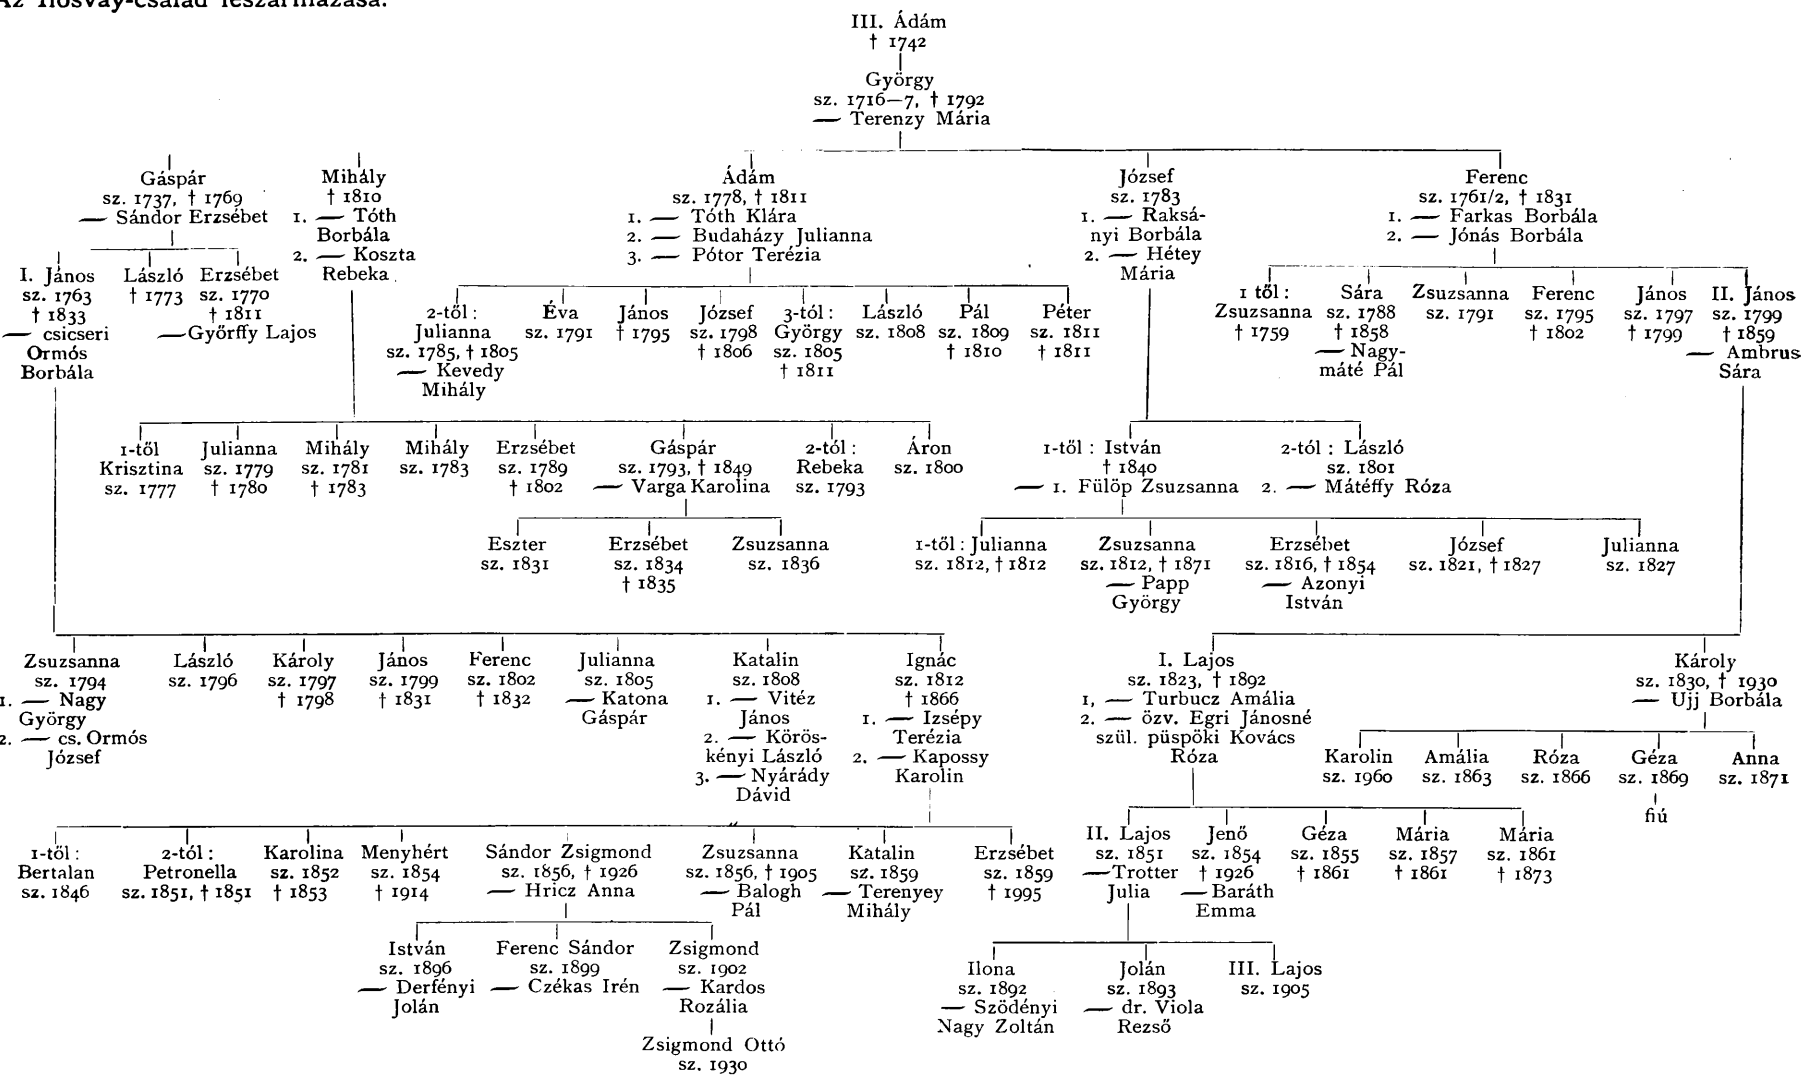 Az Ilosvay-család leszármazása.
III. Ádám
† 1742
György
sz. 1716—7, † 1792
— Terenzy Mária
Gáspár
sz. 1737, † 1769
— Sándor Erzsébet
Mihály
† 1810
1. — Tóth
Borbála
2. — Koszta
Rebeka
Ádám
sz. 1778, † 1811
1. — Tóth Klára
2. — Budaházy Julianna
3. — Pótor Terézia
József
sz. 1783
1. — Raksá-
nyi Borbála
2. — Hétey
Mária
Ferenc
sz. 1761/2, † 1831
1. — Farkas Borbála
2. — Jónás Borbála
I. János
sz. 1763
† 1833
— csicseri
Ormós
Borbála
László
† 1773
Erzsébet
sz. 1770
† 1811
— Győrffy Lajos
2-től :
Julianna
sz. 1785, † 1805
— Kevedy
Mihály
Éva
sz. 1791
János
† 1795
József
sz. 1798
† 1806
3-tól :
György
sz. 1805
† 1811
László
sz. 1808
Pál
sz. 1809
† 1810
Péter
sz. 1811
† 1811
1 től :
Zsuzsanna
† 1759
Sára
sz. 1788
† 1858
— Nagy-
máté Pál
Zsuzsanna
sz. 1791
Ferenc
sz. 1795
† 1802
János
sz. 1797
† 1799
II. János
sz. 1799
† 1859
— Ambrus
Sára
1-től
Krisztina
sz. 1777
Julianna
sz. 1779
† 1780
Mihály
sz. 1781
† 1783
Mihály
sz. 1783
Erzsébet
sz. 1789
† 1802
Gáspár
sz. 1793, † 1849
— Varga Karolina
2-tól :
Rebeka
sz. 1793
Áron
sz. 1800
1-től : István
† 1840
— 1. Fülöp Zsuzsanna
2-tól : László
sz. 1801
2. — Mátéffy Róza
Eszter
sz. 1831
Erzsébet
sz. 1834
† 1835
Zsuzsanna
sz. 1836
1-től : Julianna
sz. 1812, † 1812
Zsuzsanna
sz. 1812, † 1871
— Papp
György
Erzsébet
sz. 1816, † 1854
— Azonyi
István
József
sz. 1821, † 1827
Julianna
sz. 1827
Zsuzsanna
sz. 1794
1. — Nagy
György
2. — cs. Ormós
József
László
sz. 1796
Károly
sz. 1797
† 1798
János
sz. 1799
† 1831
Ferenc
sz. 1802
† 1832
Julianna
sz. 1805
— Katona
Gáspár
Katalin
sz. 1808
1. — Vitéz
János
2. — Körös-
kényi László
3. — Nyárády
Dávid
Ignác
sz. 1812
† 1866
1. — Izsépy
Terézia
2. — Kapossy
Karolin
I. Lajos
sz. 1823, † 1892
1, — Turbucz Amália
2. — özv. Egri Jánosné
szül. püspöki Kovács
Róza
Károly
sz. 1830, † 1930
— Ujj Borbála
Karolin
sz. 1960
Amália
sz. 1863
Róza
sz. 1866
Géza
sz. 1869
fiú
Anna
sz. 1871
1-től :
Bertalan
sz. 1846
2-tól :
Petronella
sz. 1851, † 1851
Karolina
sz. 1852
† 1853
Menyhért
sz. 1854
† 1914
Sándor Zsigmond
sz. 1856, † 1926
— Hricz Anna
Zsuzsanna
sz. 1856, † 1905
— Balogh
Pál
Katalin
sz. 1859
— Terenyey
Mihály
Erzsébet
sz. 1859
† 1995
II. Lajos
sz. 1851
— Trotter
Julia
Jenő
sz. 1854
† 1926
— Baráth
Emma
Géza
sz. 1855
† 1861
Mária
sz. 1857
† 1861
Mária
sz. 1861
† 1873
István
sz. 1896
— Derfényi
Jolán
Ferenc Sándor
sz. 1899
— Czékas Irén
Zsigmond
sz. 1902
— Kardos
Rozália
Zsigmond Ottó
sz. 1930
Ilona
sz. 1892
— Szödényi
Nagy Zoltán
Jolán
sz. 1893
— dr. Viola
Rezső
III. Lajos
sz. 1905